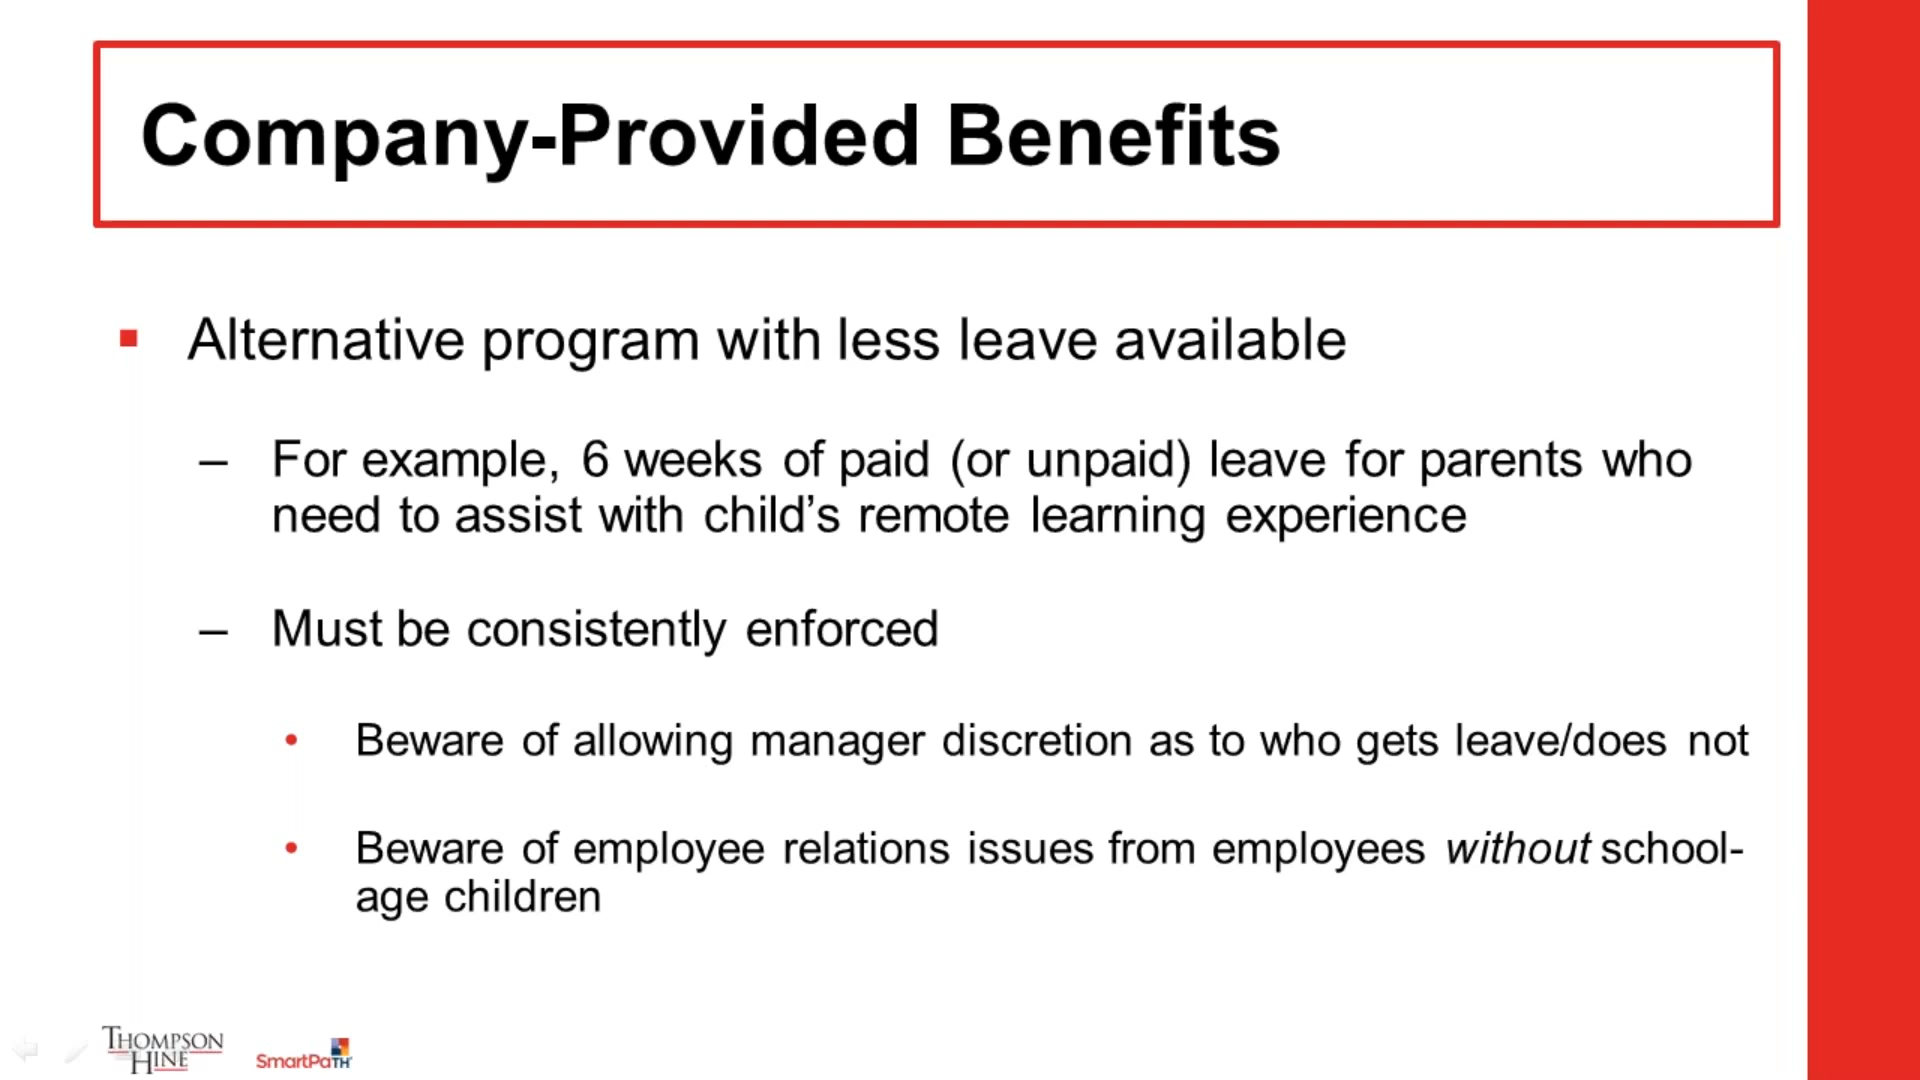 Company-Provided Benefits
▪ Alternative program with less leave available
– For example, 6 weeks of paid (or unpaid) leave for parents who
need to assist with child’s remote learning experience
– Must be consistently enforced
• Beware of allowing manager discretion as to who gets leave/does not
• Beware of employee relations issues from employees without school-
age children
THOMPSON
HINE
SmartPaTH